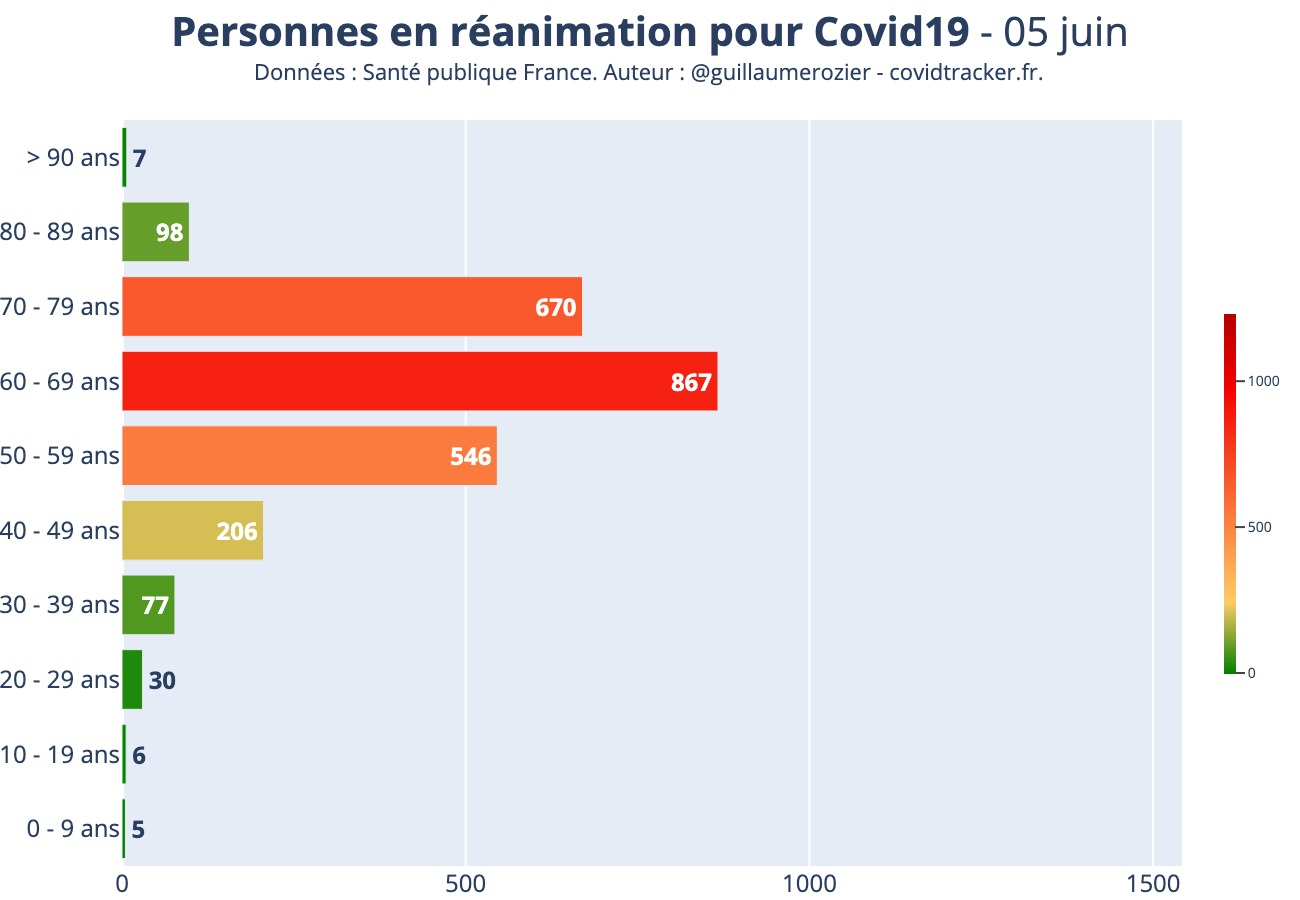 Personnes en réanimation pour Covid19 - 05 juin
Données : Santé publique France. Auteur : @guillaumerozier - covidtracker.fr.
> 90 ans 7
80 - 89 ans 98
70 - 79 ans 670
60 - 69 ans 867
50 - 59 ans 546
40 - 49 ans 206
30 - 39 ans 77
20 - 29 ans 30
10 - 19 ans 6
0 - 9 ans 5
0 500 1000 1500
1000
500
0